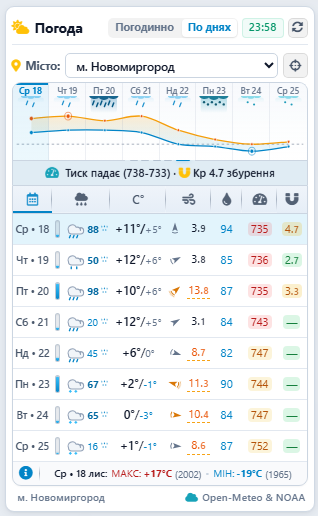 Погода Погодинно По днях 23:58
Місто: м. Новомиргород
Ср 18 Чт 19 Пт 20 Сб 21 Нд 22 Пн 23 Вт 24 Ср 25
Тиск падає (738-733) · Kp 4.7 збурення
C°
Ср • 18 88 +11°/+5° 3.9 94 735 4.7
Чт • 19 50 +12°/+6° 3.8 85 736 2.7
Пт • 20 98 +10°/+6° 13.8 87 735 3.3
Сб • 21 20 +12°/+5° 3.1 84 743 —
Нд • 22 45 +6°/0° 8.7 82 747 —
Пн • 23 67 +2°/-1° 11.3 90 744 —
Вт • 24 65 0°/-3° 10.4 84 747 —
Ср • 25 16 +1°/-1° 8.6 87 752 —
Ср • 18 лис: МАКС: +17°C (2002) · МІН: -19°C (1965)
м. Новомиргород Open-Meteo & NOAA